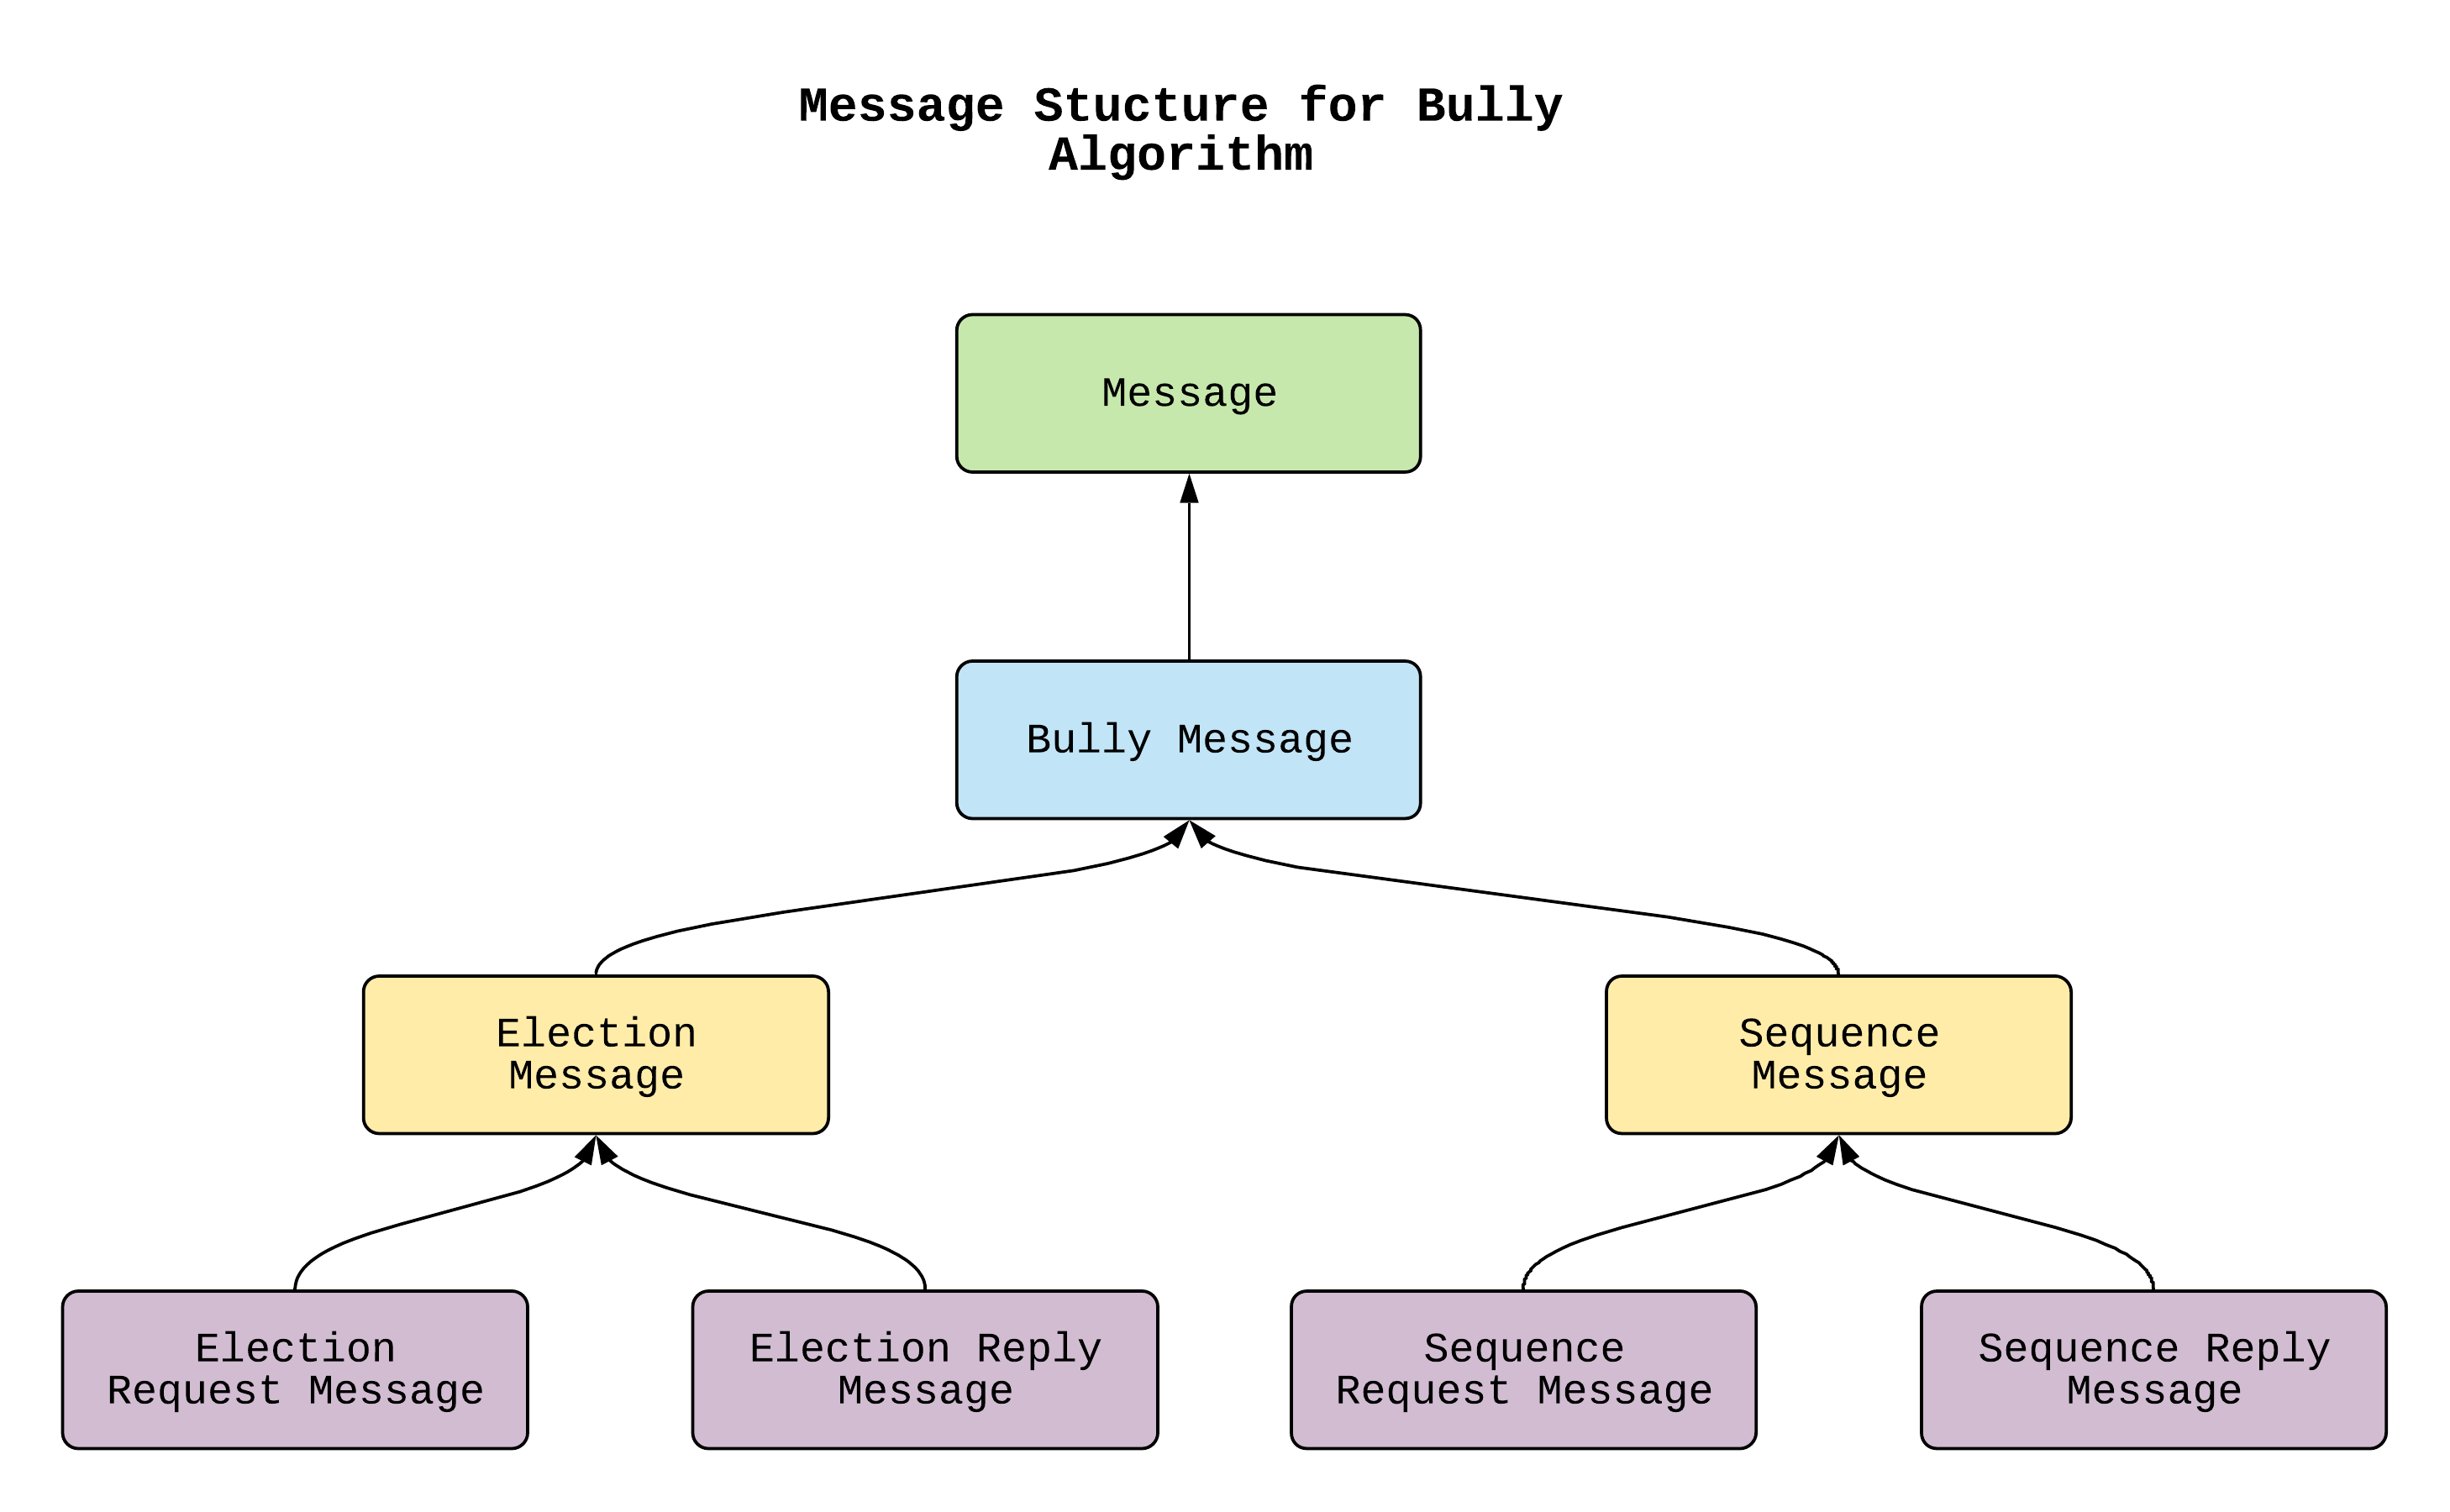 Message Stucture for Bully
Algorithm
Message
Bully Message
Election
Message
Sequence
Message
Election
Request Message
Election Reply
Message
Sequence
Request Message
Sequence Reply
Message